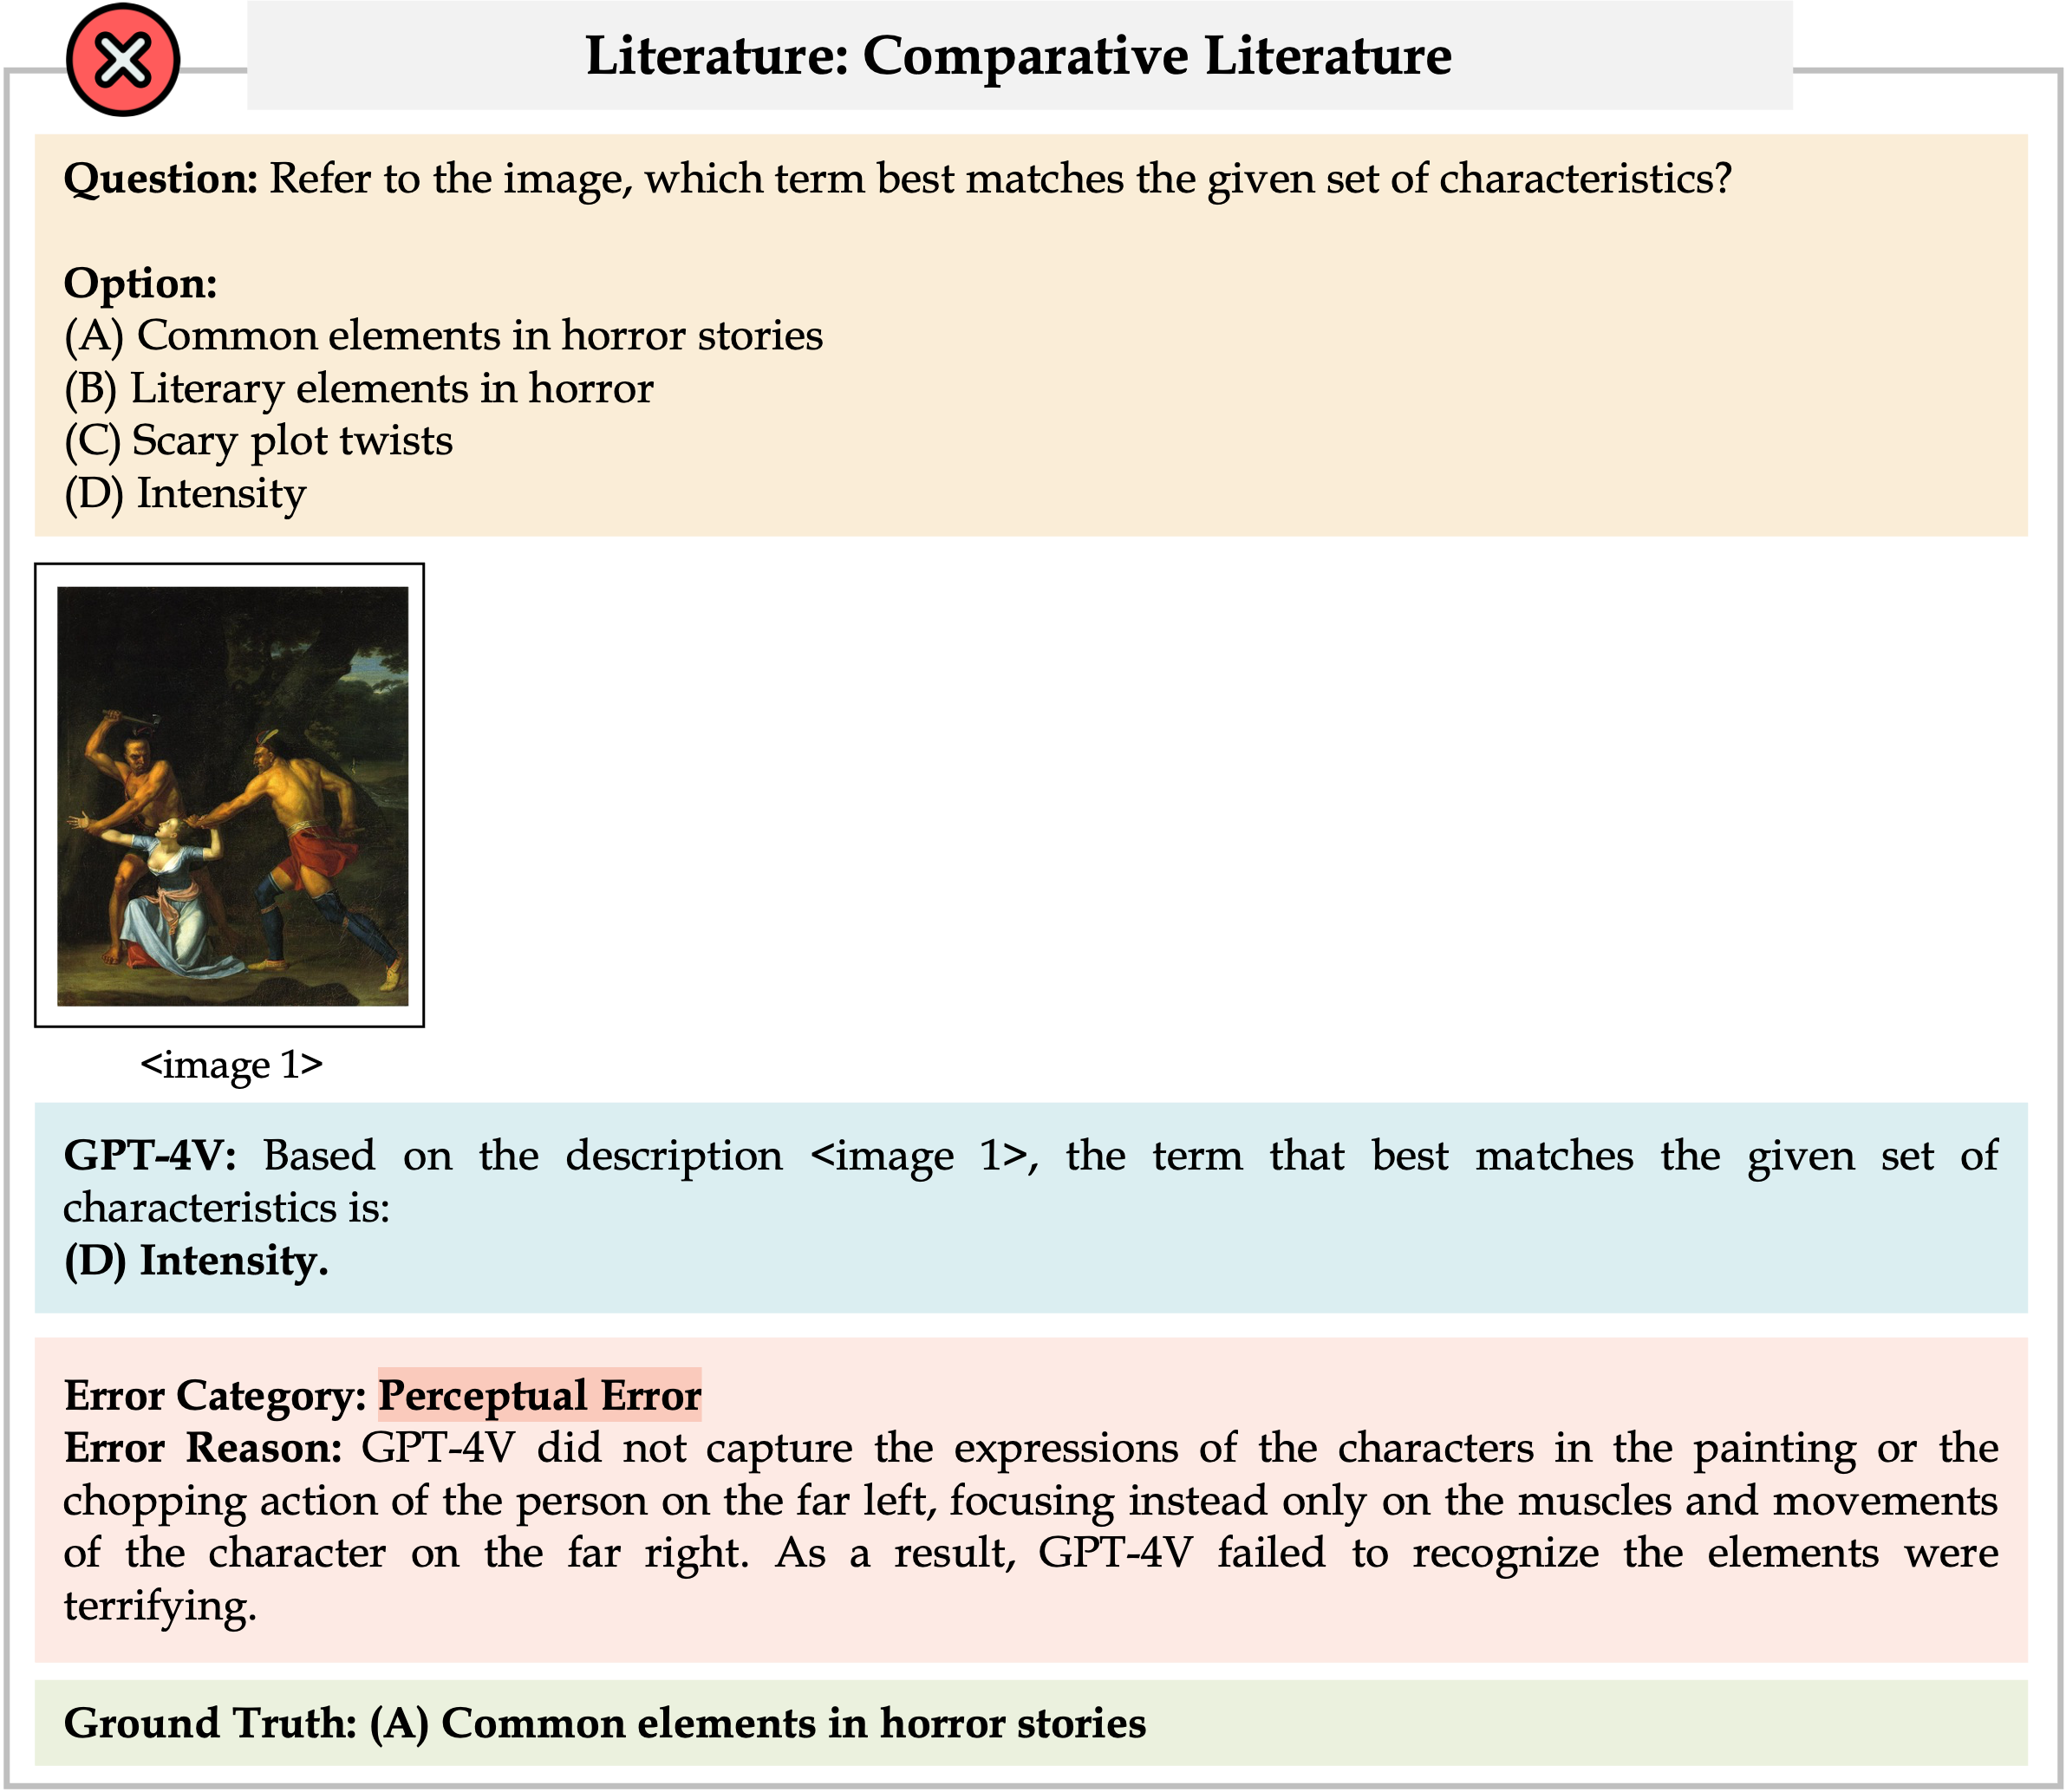 Literature: Comparative Literature
Question: Refer to the image, which term best matches the given set of characteristics?
Option:
(A) Common elements in horror stories
(B) Literary elements in horror
(C) Scary plot twists
(D) Intensity
<image 1>
GPT-4V: Based on the description <image 1>, the term that best matches the given set of
characteristics is:
(D) Intensity.
Error Category: Perceptual Error
Error Reason: GPT-4V did not capture the expressions of the characters in the painting or the
chopping action of the person on the far left, focusing instead only on the muscles and movements
of the character on the far right. As a result, GPT-4V failed to recognize the elements were
terrifying.
Ground Truth: (A) Common elements in horror stories